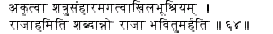 अकृत्वा शत्रुसंहारमगत्वाखिलभूश्रियम् ।
राजाहमिति शब्दान्नो राजा भवितुमर्हति ॥ ६४॥